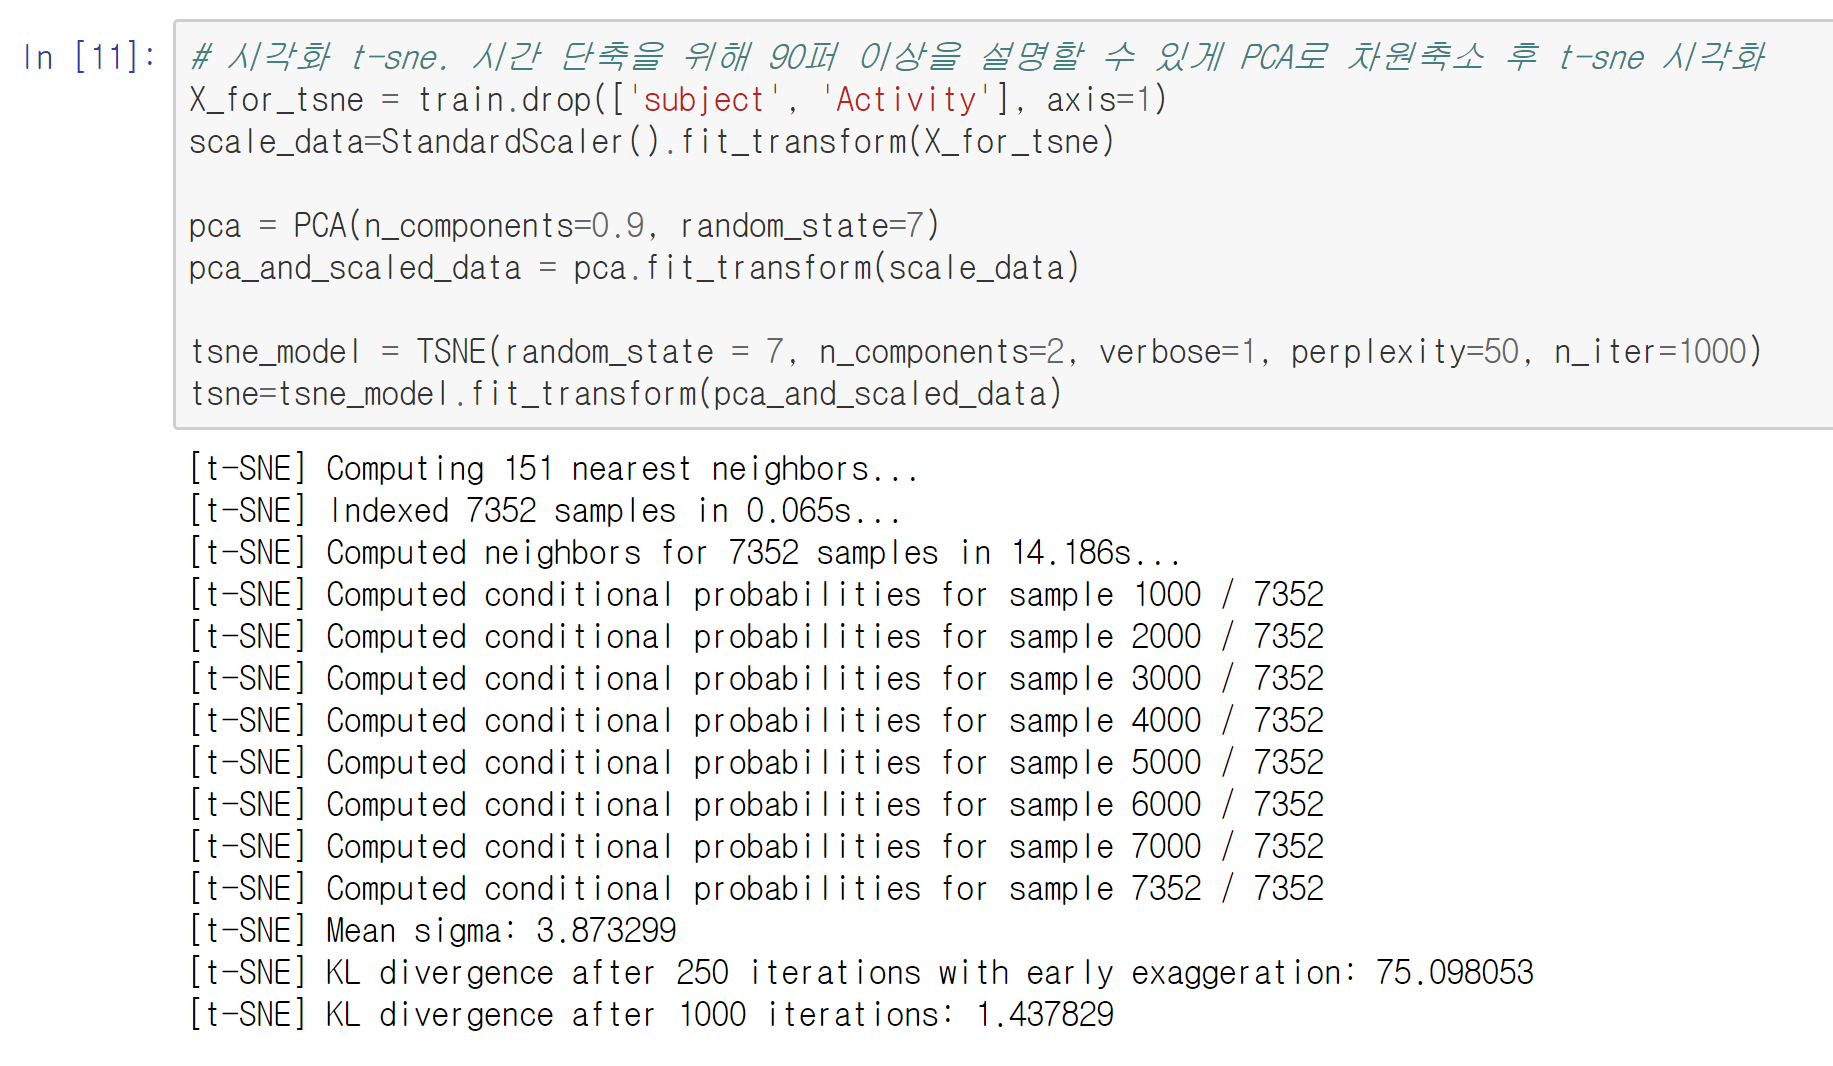 In [11]:
# 시각화 t-sne. 시간 단축을 위해 90퍼 이상을 설명할 수 있게 PCA로 차원축소 후 t-sne 시각화
X_for_tsne = train.drop(['subject', 'Activity'], axis=1)
scale_data=StandardScaler().fit_transform(X_for_tsne)
pca = PCA(n_components=0.9, random_state=7)
pca_and_scaled_data = pca.fit_transform(scale_data)
tsne_model = TSNE(random_state = 7, n_components=2, verbose=1, perplexity=50, n_iter=1000)
tsne=tsne_model.fit_transform(pca_and_scaled_data)
[t-SNE] Computing 151 nearest neighbors...
[t-SNE] Indexed 7352 samples in 0.065s...
[t-SNE] Computed neighbors for 7352 samples in 14.186s...
[t-SNE] Computed conditional probabilities for sample 1000 / 7352
[t-SNE] Computed conditional probabilities for sample 2000 / 7352
[t-SNE] Computed conditional probabilities for sample 3000 / 7352
[t-SNE] Computed conditional probabilities for sample 4000 / 7352
[t-SNE] Computed conditional probabilities for sample 5000 / 7352
[t-SNE] Computed conditional probabilities for sample 6000 / 7352
[t-SNE] Computed conditional probabilities for sample 7000 / 7352
[t-SNE] Computed conditional probabilities for sample 7352 / 7352
[t-SNE] Mean sigma: 3.873299
[t-SNE] KL divergence after 250 iterations with early exaggeration: 75.098053
[t-SNE] KL divergence after 1000 iterations: 1.437829